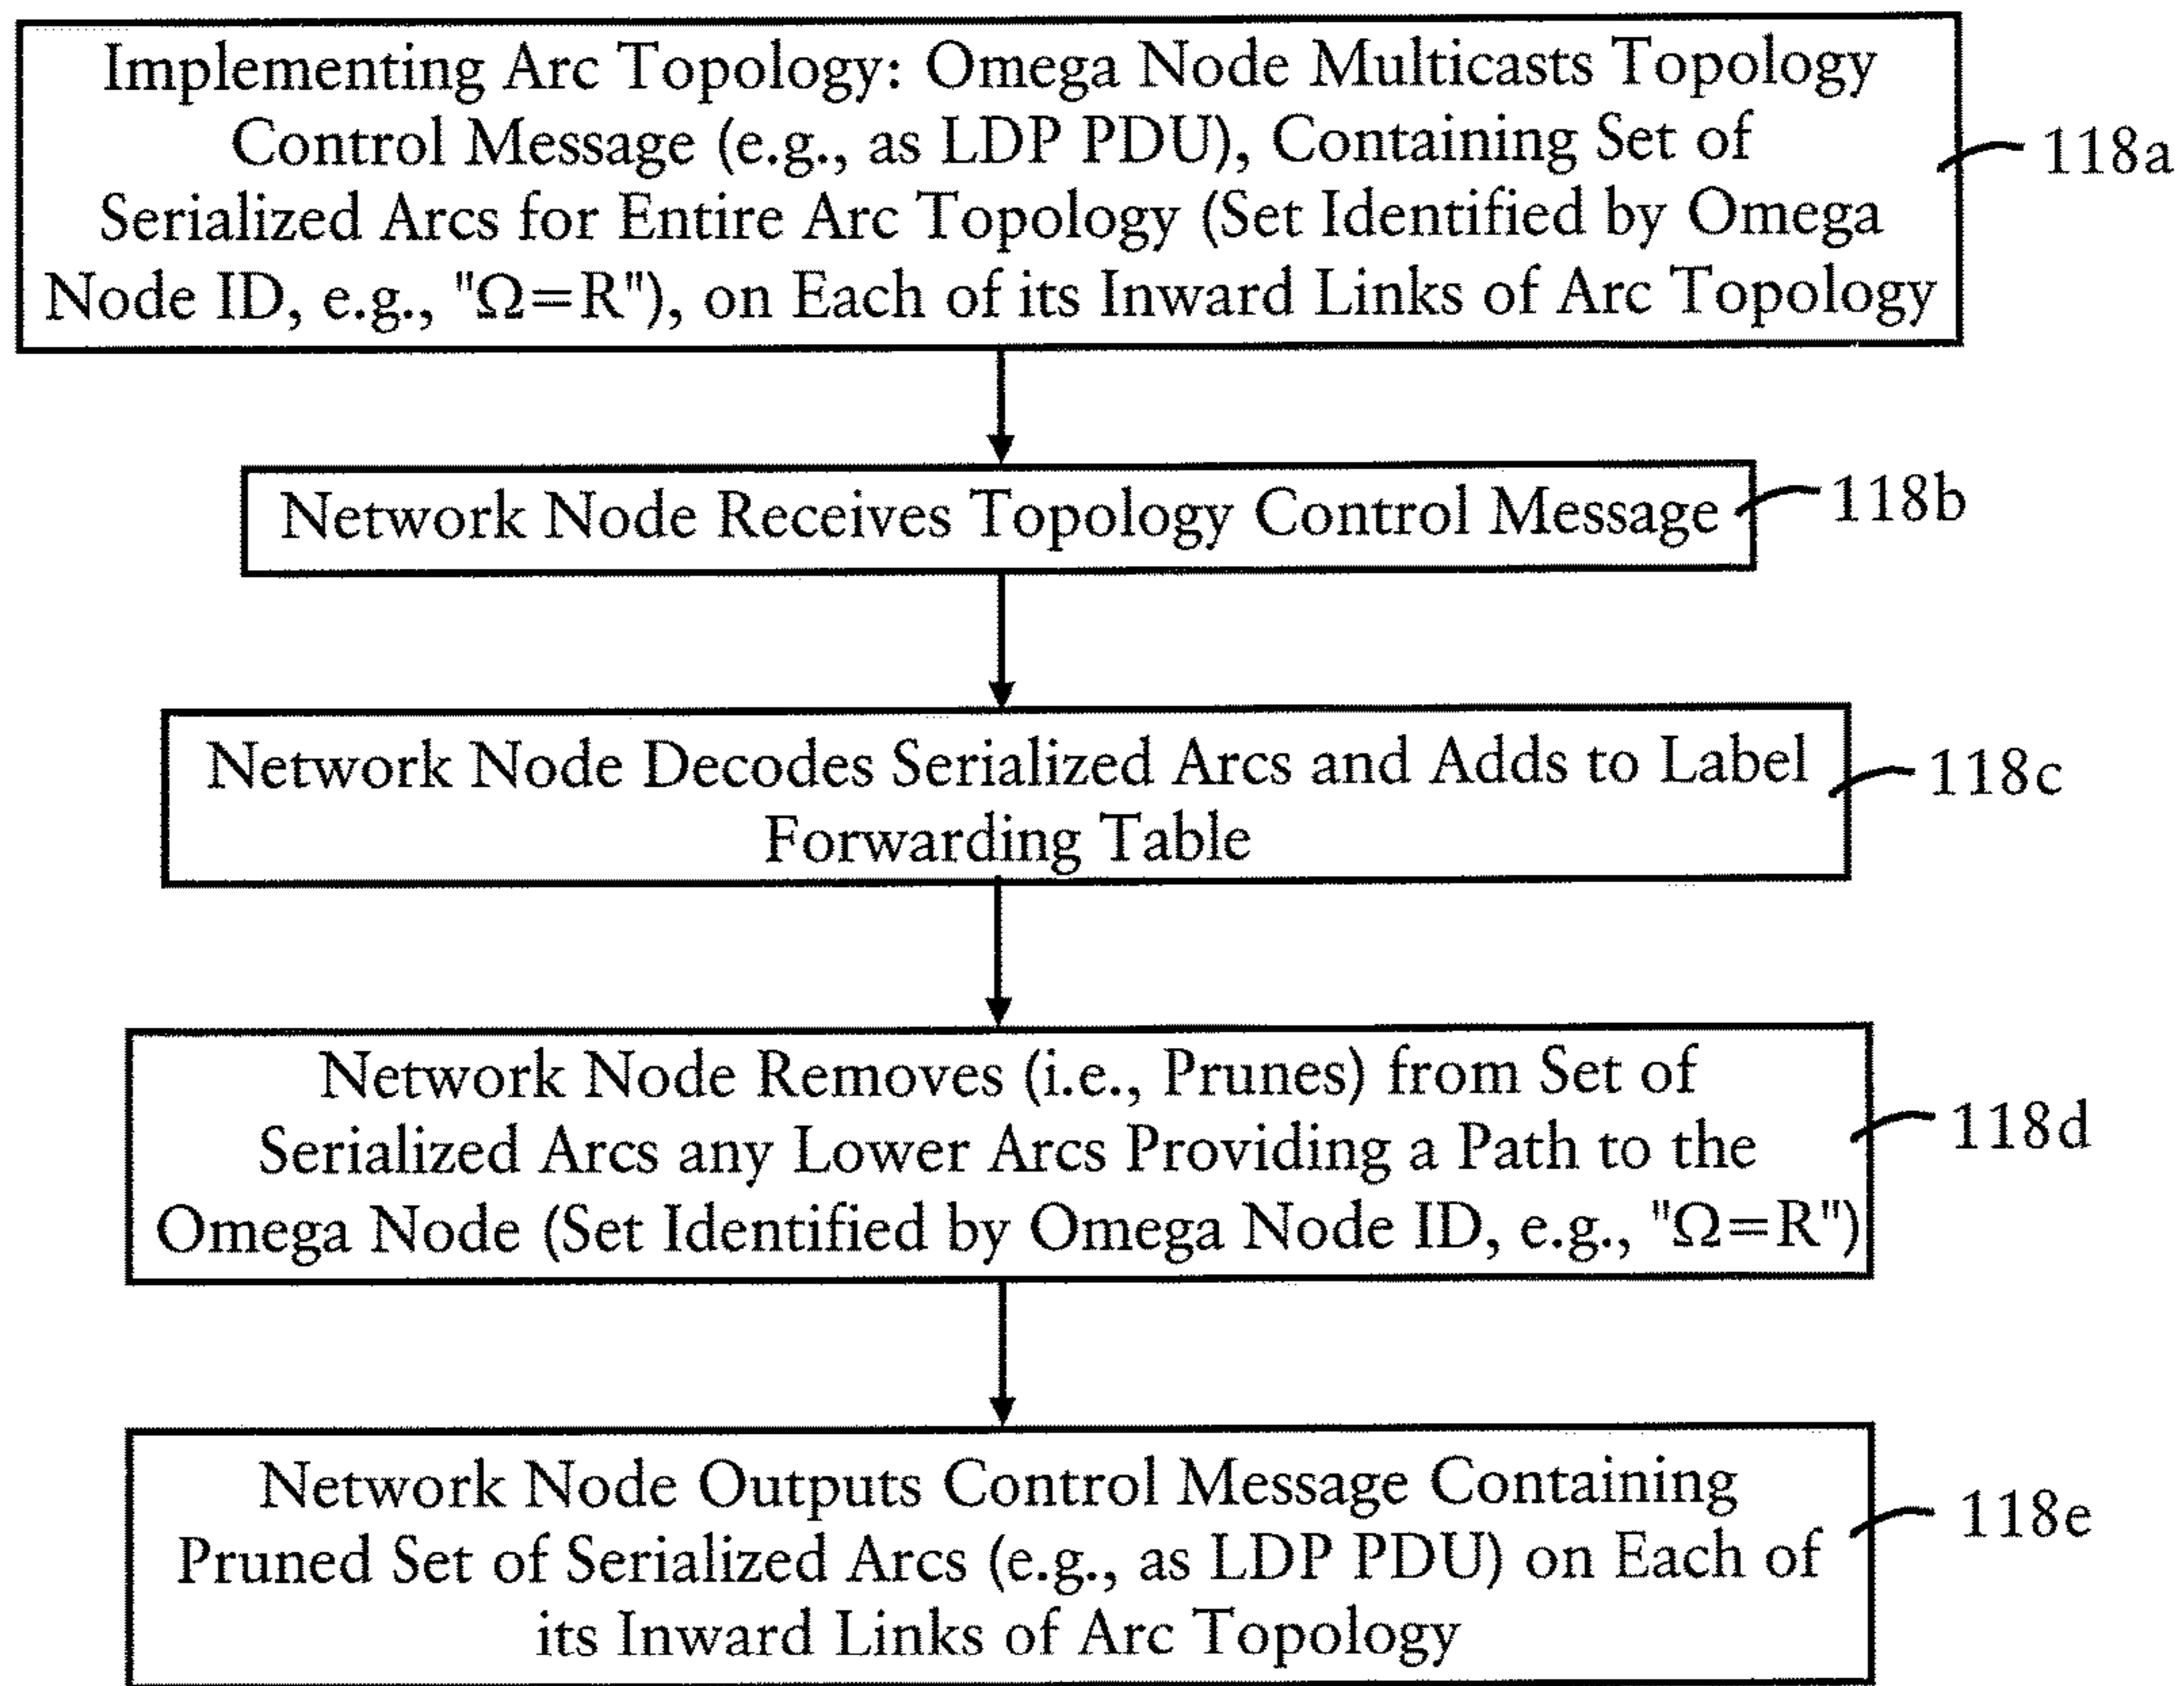 Implementing Arc Topology: Omega Node Multicasts Topology
Control Message (e.g., as LDP PDU), Containing Set of
Serialized Arcs for Entire Arc Topology (Set Identified by Omega
Node ID, e.g., "Ω=R"), on Each of its Inward Links of Arc Topology
118a
Network Node Receives Topology Control Message
118b
Network Node Decodes Serialized Arcs and Adds to Label
Forwarding Table
118c
Network Node Removes (i.e., Prunes) from Set of
Serialized Arcs any Lower Arcs Providing a Path to the
Omega Node (Set Identified by Omega Node ID, e.g., "Ω=R")
118d
Network Node Outputs Control Message Containing
Pruned Set of Serialized Arcs (e.g., as LDP PDU) on Each of
its Inward Links of Arc Topology
118e